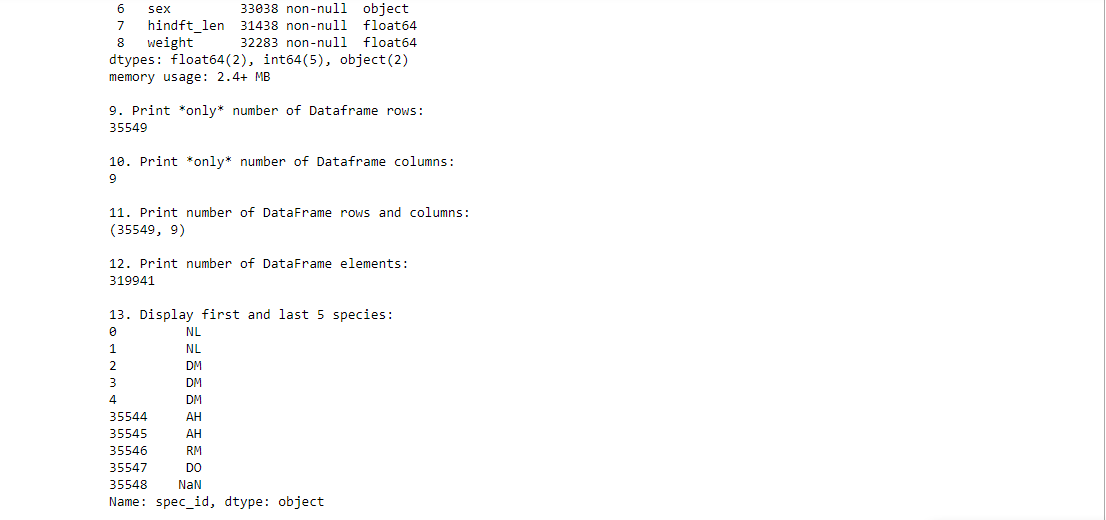 6   sex         33038 non-null  object
7   hindft_len  31438 non-null  float64
8   weight      32283 non-null  float64
dtypes: float64(2), int64(5), object(2)
memory usage: 2.4+ MB
9. Print *only* number of Dataframe rows:
35549
10. Print *only* number of Dataframe columns:
9
11. Print number of DataFrame rows and columns:
(35549, 9)
12. Print number of DataFrame elements:
319941
13. Display first and last 5 species:
0         NL
1         NL
2         DM
3         DM
4         DM
35544     AH
35545     AH
35546     RM
35547     DO
35548    NaN
Name: spec_id, dtype: object